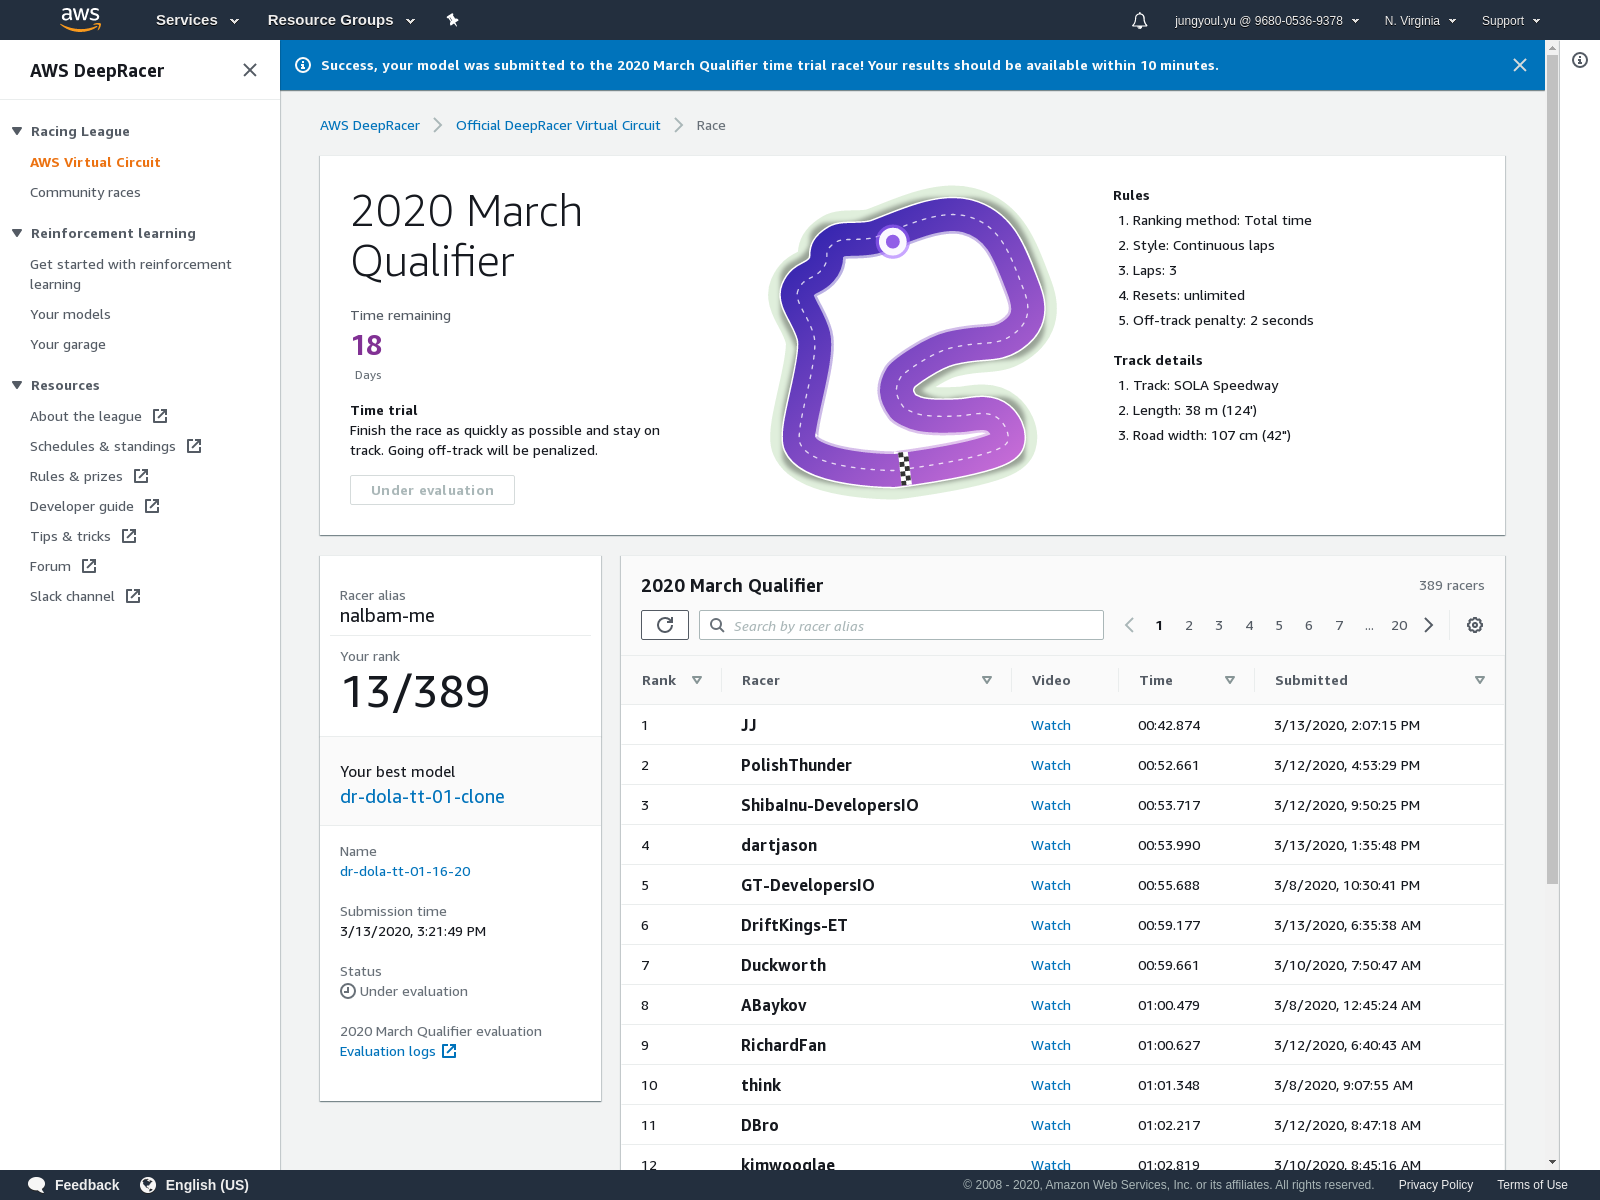 aws Services Resource Groups jungyoul.yu @ 9680-0536-9378 N. Virginia Support
AWS DeepRacer
Racing League
AWS Virtual Circuit
Community races
Reinforcement learning
Get started with reinforcement
learning
Your models
Your garage
Resources
About the league
Schedules & standings
Rules & prizes
Developer guide
Tips & tricks
Forum
Slack channel
Success, your model was submitted to the 2020 March Qualifier time trial race! Your results should be available within 10 minutes.
AWS DeepRacer Official DeepRacer Virtual Circuit Race
2020 March
Qualifier
Time remaining
18
Days
Time trial
Finish the race as quickly as possible and stay on
track. Going off-track will be penalized.
Under evaluation
Rules
1. Ranking method: Total time
2. Style: Continuous laps
3. Laps: 3
4. Resets: unlimited
5. Off-track penalty: 2 seconds
Track details
1. Track: SOLA Speedway
2. Length: 38 m (124')
3. Road width: 107 cm (42")
Racer alias
nalbam-me
Your rank
13/389
Your best model
dr-dola-tt-01-clone
Name
dr-dola-tt-01-16-20
Submission time
3/13/2020, 3:21:49 PM
Status
Under evaluation
2020 March Qualifier evaluation
Evaluation logs
2020 March Qualifier 389 racers
Search by racer alias 1 2 3 4 5 6 7 ... 20
Rank Racer Video Time Submitted
1 JJ Watch 00:42.874 3/13/2020, 2:07:15 PM
2 PolishThunder Watch 00:52.661 3/12/2020, 4:53:29 PM
3 ShibaInu-DevelopersIO Watch 00:53.717 3/12/2020, 9:50:25 PM
4 dartjason Watch 00:53.990 3/13/2020, 1:35:48 PM
5 GT-DevelopersIO Watch 00:55.688 3/8/2020, 10:30:41 PM
6 DriftKings-ET Watch 00:59.177 3/13/2020, 6:35:38 AM
7 Duckworth Watch 00:59.661 3/10/2020, 7:50:47 AM
8 ABaykov Watch 01:00.479 3/8/2020, 12:45:24 AM
9 RichardFan Watch 01:00.627 3/12/2020, 6:40:43 AM
10 think Watch 01:01.348 3/8/2020, 9:07:55 AM
11 DBro Watch 01:02.217 3/12/2020, 8:47:18 AM
12 kimwooglae Watch 01:02.819 3/10/2020, 8:45:16 AM
Feedback English (US) © 2008 - 2020, Amazon Web Services, Inc. or its affiliates. All rights reserved. Privacy Policy Terms of Use